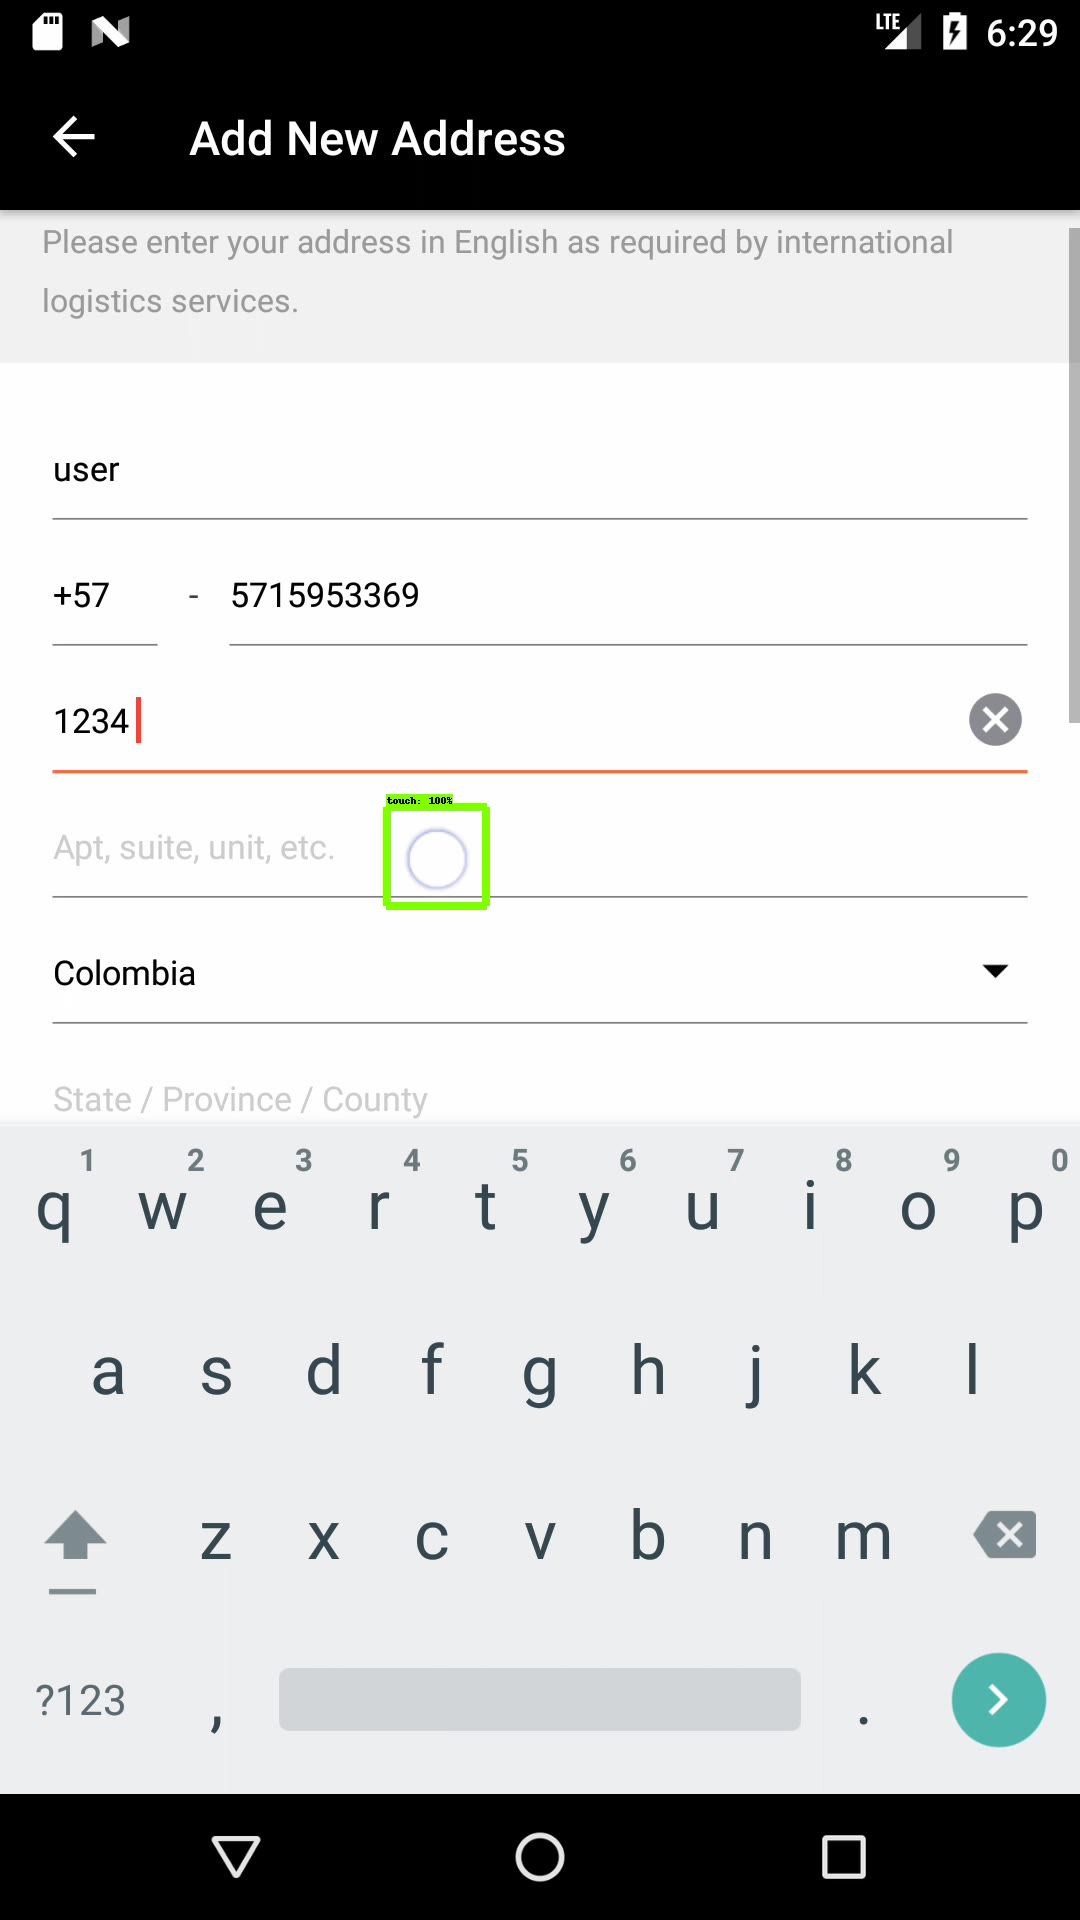 LTE 6:29
Add New Address
Please enter your address in English as required by international
logistics services.
user
+57 - 5715953369
1234
touch: 100%
Apt, suite, unit, etc.
Colombia
State / Province / County
1 2 3 4 5 6 7 8 9 0
q w e r t y u i o p
a s d f g h j k l
z x c v b n m
?123 , .